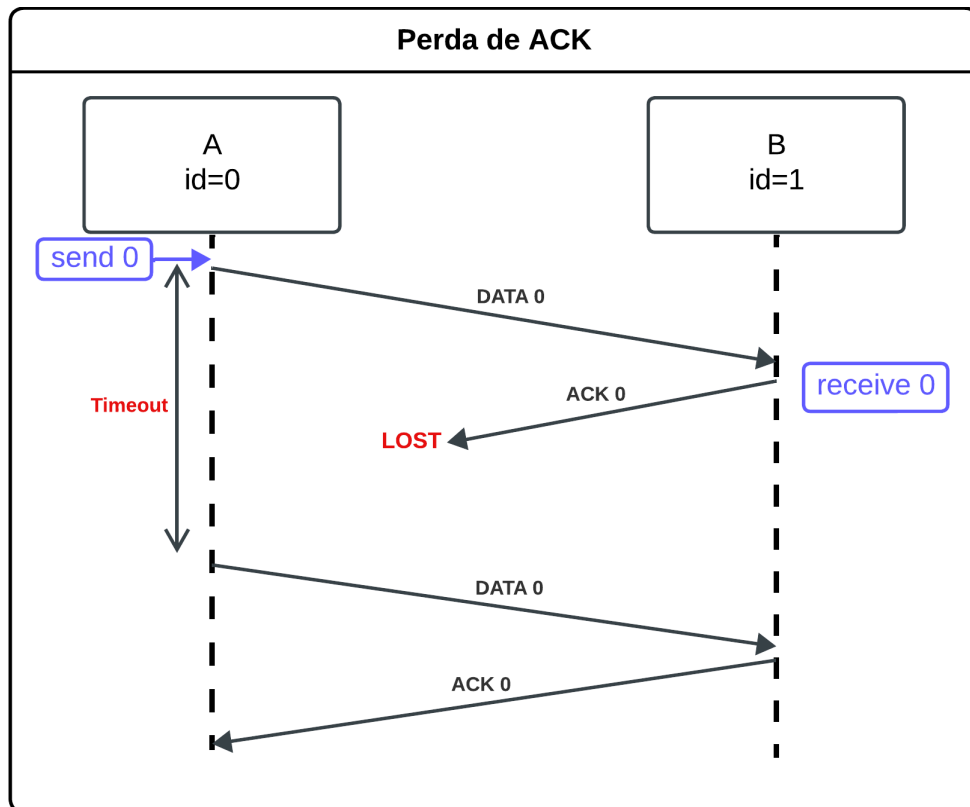 Perda de ACK
A
id=0
B
id=1
send 0
DATA 0
receive 0
ACK 0
Timeout
LOST
DATA 0
ACK 0